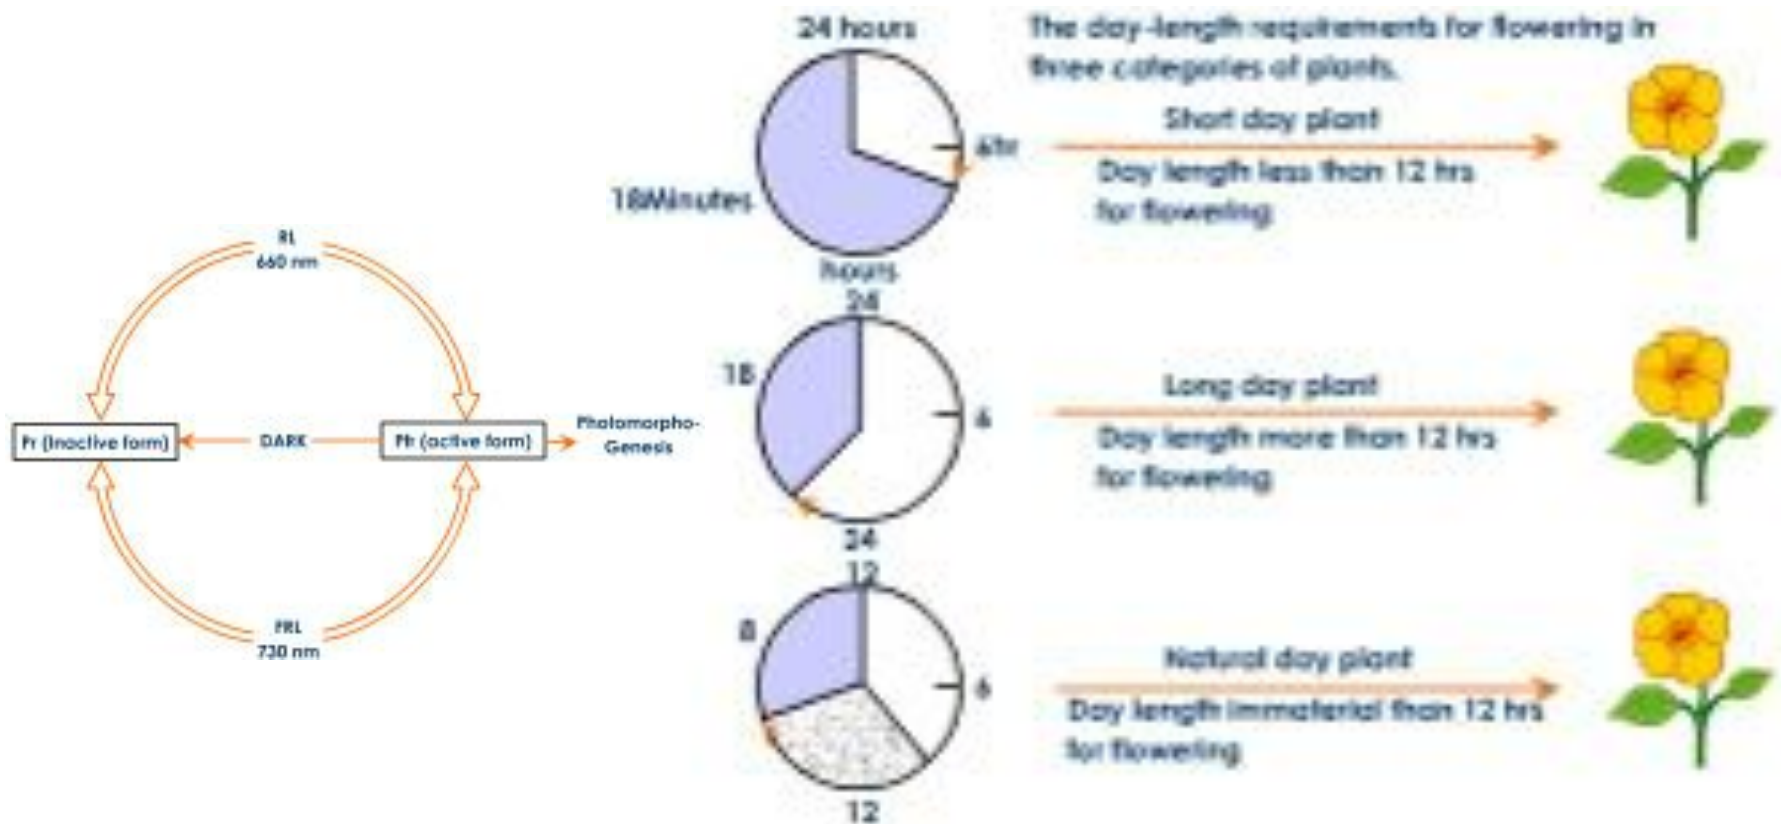 RL
660 nm
Pr (Inactive form)
DARK
Pfr (active form)
Pholomorpho-
Genesis
FRL
730 nm
24 hours
The day-length requirements for flowering in
three categories of plants.
6hr
18Minutes
hours
Short day plant
Day length less than 12 hrs
for flowering
24
18
6
24
Long day plant
Day length more than 12 hrs
for flowering
12
8
6
12
Natural day plant
Day length immaterial than 12 hrs
for flowering